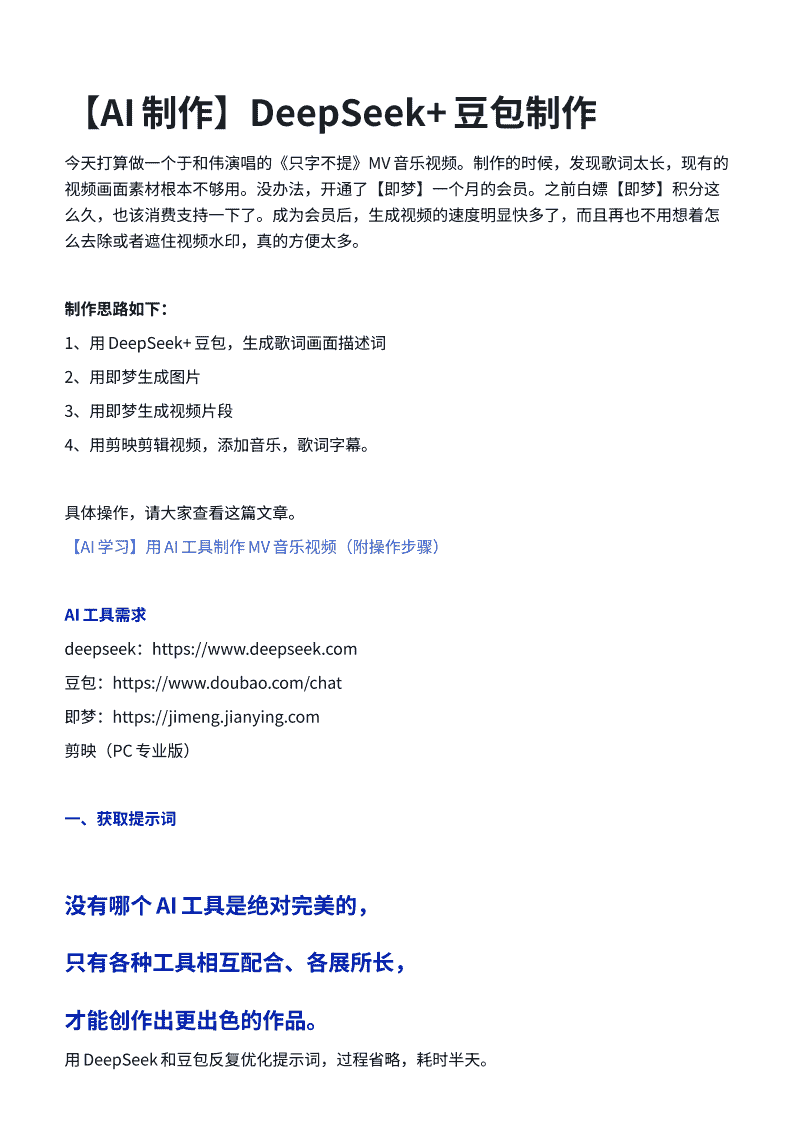 【AI 制作】DeepSeek+ 豆包制作
今天打算做一个于和伟演唱的《只字不提》MV 音乐视频。制作的时候，发现歌词太长，现有的
视频画面素材根本不够用。没办法，开通了【即梦】一个月的会员。之前白嫖【即梦】积分这
么久，也该消费支持一下了。成为会员后，生成视频的速度明显快多了，而且再也不用想着怎
么去除或者遮住视频水印，真的方便太多。
制作思路如下：
1、用 DeepSeek+ 豆包，生成歌词画面描述词
2、用即梦生成图片
3、用即梦生成视频片段
4、用剪映剪辑视频，添加音乐，歌词字幕。
具体操作，请大家查看这篇文章。
【AI 学习】用 AI 工具制作 MV 音乐视频（附操作步骤）
AI 工具需求
deepseek：https://www.deepseek.com
豆包：https://www.doubao.com/chat
即梦：https://jimeng.jianying.com
剪映（PC 专业版）
一、获取提示词
没有哪个 AI 工具是绝对完美的，
只有各种工具相互配合、各展所长，
才能创作出更出色的作品。
用 DeepSeek 和豆包反复优化提示词，过程省略，耗时半天。